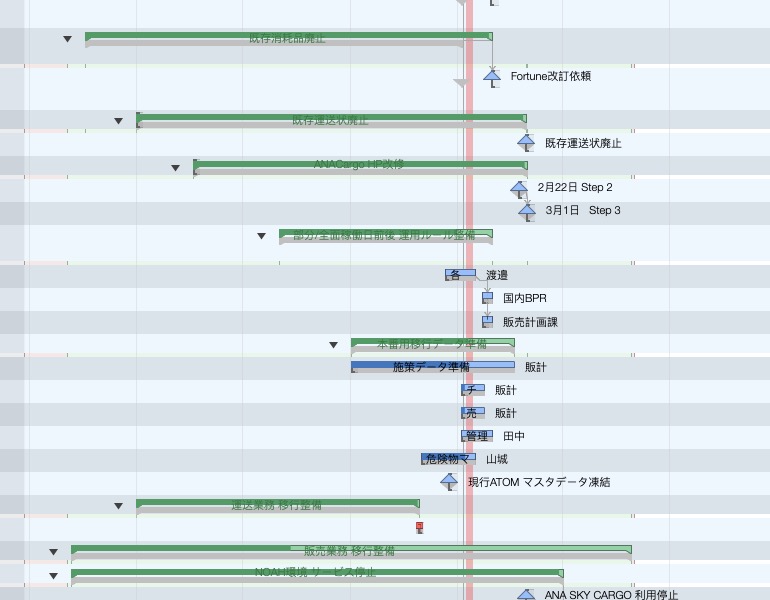 既存消耗品廃止
Fortune改訂依頼
既存運送状廃止
既存運送状廃止
ANACargo HP改修
2月22日 Step 2
3月1日 Step 3
部分/全面稼働日前後 運用ルール整備
各 渡邉
国内BPR
販売計画課
本番用移行データ準備
施策データ準備 販計
チ 販計
売 販計
管理 田中
危険物マ 山城
現行ATOM マスタデータ凍結
運送業務 移行整備
販売業務 移行整備
NOAH環境 サービス停止
ANA SKY CARGO 利用停止